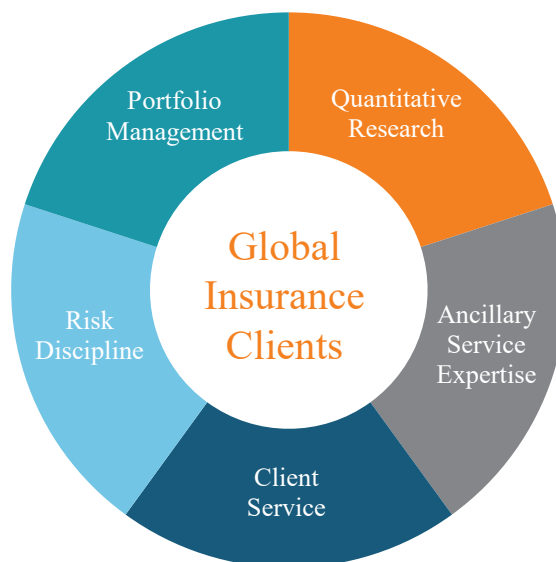 Portfolio
Management
Quantitative
Research
Global
Insurance
Clients
Risk
Discipline
Ancillary
Service
Expertise
Client
Service